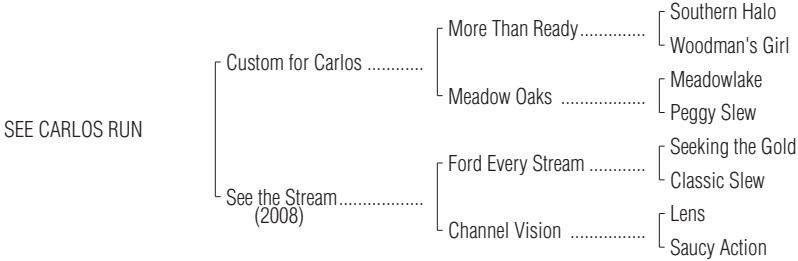 Southern Halo
More Than Ready..............
Woodman's Girl
Custom for Carlos ............
Meadowlake
Meadow Oaks ..................
Peggy Slew
SEE CARLOS RUN
Seeking the Gold
Ford Every Stream ............
Classic Slew
See the Stream..................
(2008)
Lens
Channel Vision ................
Saucy Action